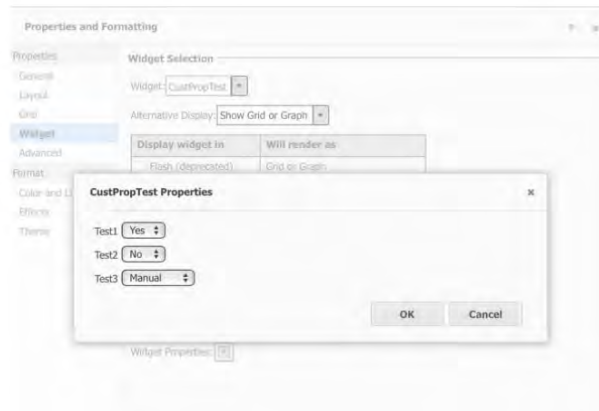 Properties and Formatting
Properties
General
Layout
Grid
Widget
Advanced
Format
Effects
Theme
Widget Selection
Widget: CustPropTest
Alternative Display: Show Grid or Graph
Display widget in Will render as
Flash (deprecated) Grid or Graph
CustPropTest Properties
Test1 Yes
Test2 No
Test3 Manual
OK Cancel
Widget Properties: